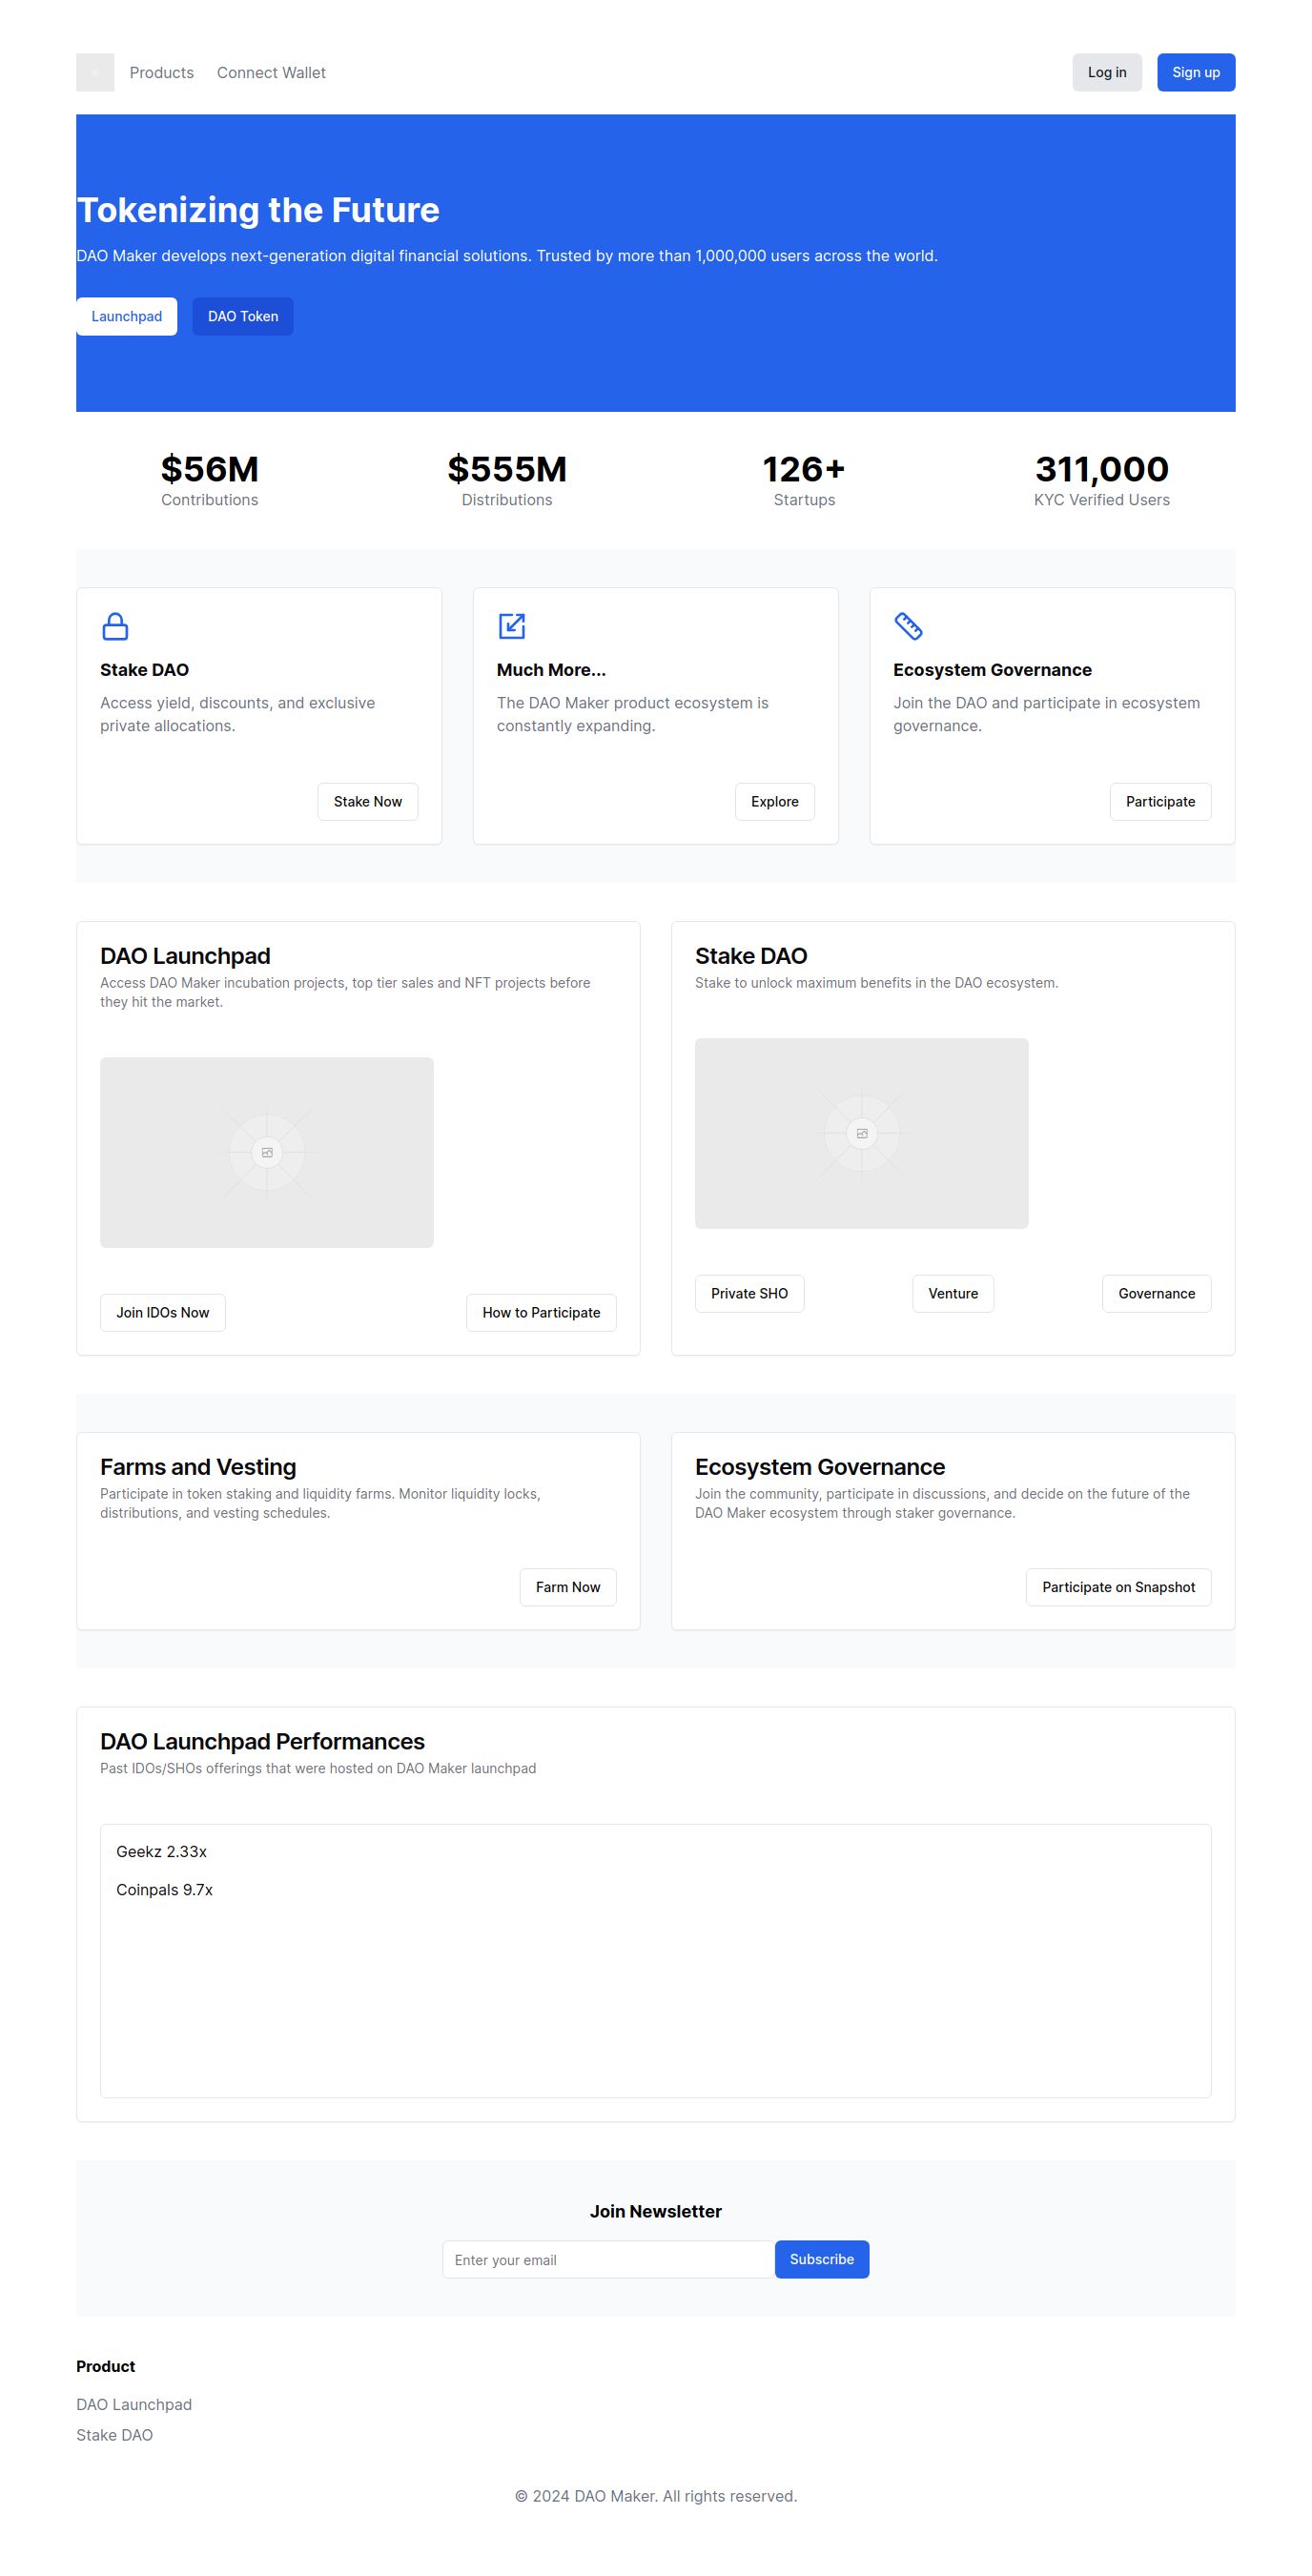 Products Connect Wallet Log in Sign up
Tokenizing the Future
DAO Maker develops next-generation digital financial solutions. Trusted by more than 1,000,000 users across the world.
Launchpad DAO Token
$56M $555M 126+ 311,000
Contributions Distributions Startups KYC Verified Users
Stake DAO
Access yield, discounts, and exclusive
private allocations.
Stake Now
Much More...
The DAO Maker product ecosystem is
constantly expanding.
Explore
Ecosystem Governance
Join the DAO and participate in ecosystem
governance.
Participate
DAO Launchpad
Access DAO Maker incubation projects, top tier sales and NFT projects before
they hit the market.
Join IDOs Now How to Participate
Stake DAO
Stake to unlock maximum benefits in the DAO ecosystem.
Private SHO Venture Governance
Farms and Vesting
Participate in token staking and liquidity farms. Monitor liquidity locks,
distributions, and vesting schedules.
Farm Now
Ecosystem Governance
Join the community, participate in discussions, and decide on the future of the
DAO Maker ecosystem through staker governance.
Participate on Snapshot
DAO Launchpad Performances
Past IDOs/SHOs offerings that were hosted on DAO Maker launchpad
Geekz 2.33x
Coinpals 9.7x
Join Newsletter
Enter your email Subscribe
Product
DAO Launchpad
Stake DAO
© 2024 DAO Maker. All rights reserved.